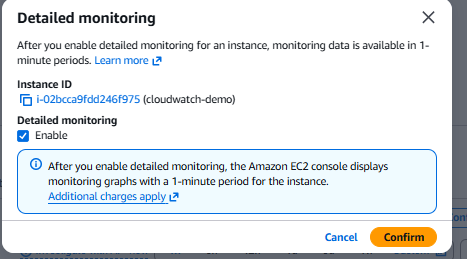 Detailed monitoring
After you enable detailed monitoring for an instance, monitoring data is available in 1-
minute periods. Learn more
Instance ID
i-02bcca9fdd246f975 (cloudwatch-demo)
Detailed monitoring
Enable
After you enable detailed monitoring, the Amazon EC2 console displays
monitoring graphs with a 1-minute period for the instance.
Additional charges apply
Cancel
Confirm